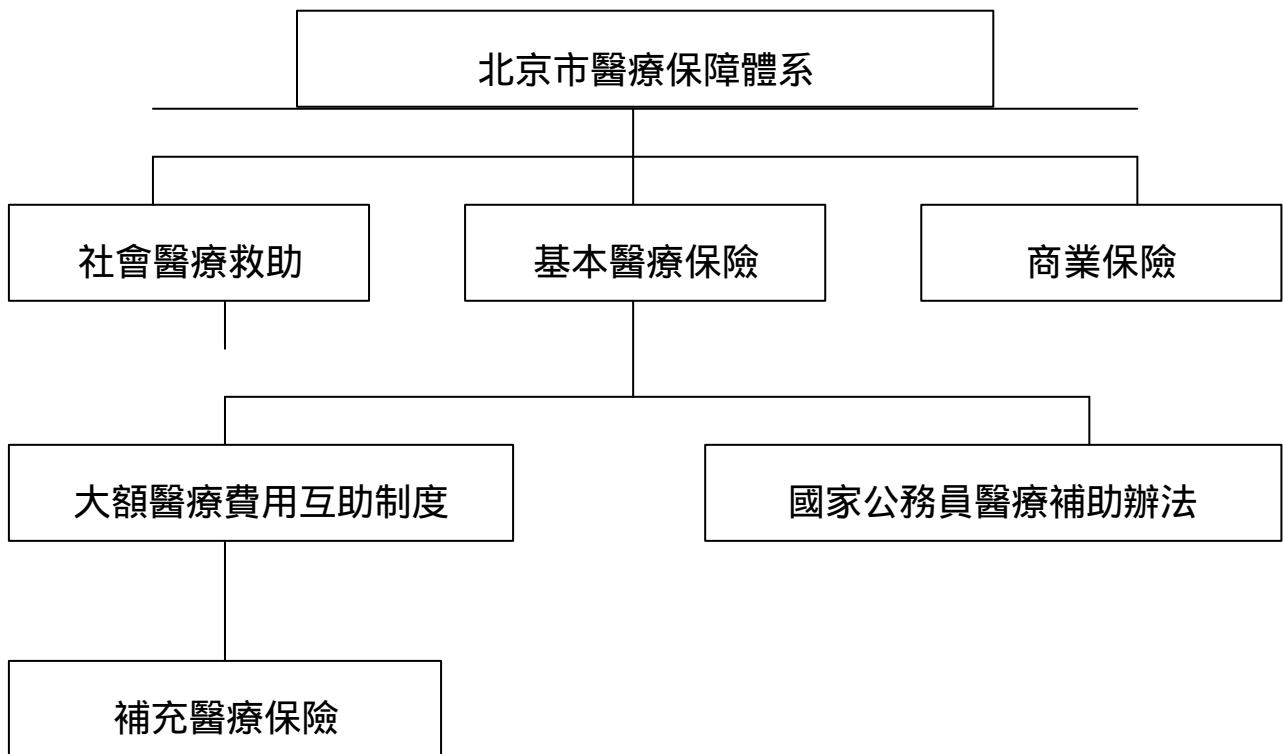 北京市醫療保障體系
社會醫療救助
基本醫療保險
商業保險
大額醫療費用互助制度
國家公務員醫療補助辦法
補充醫療保險